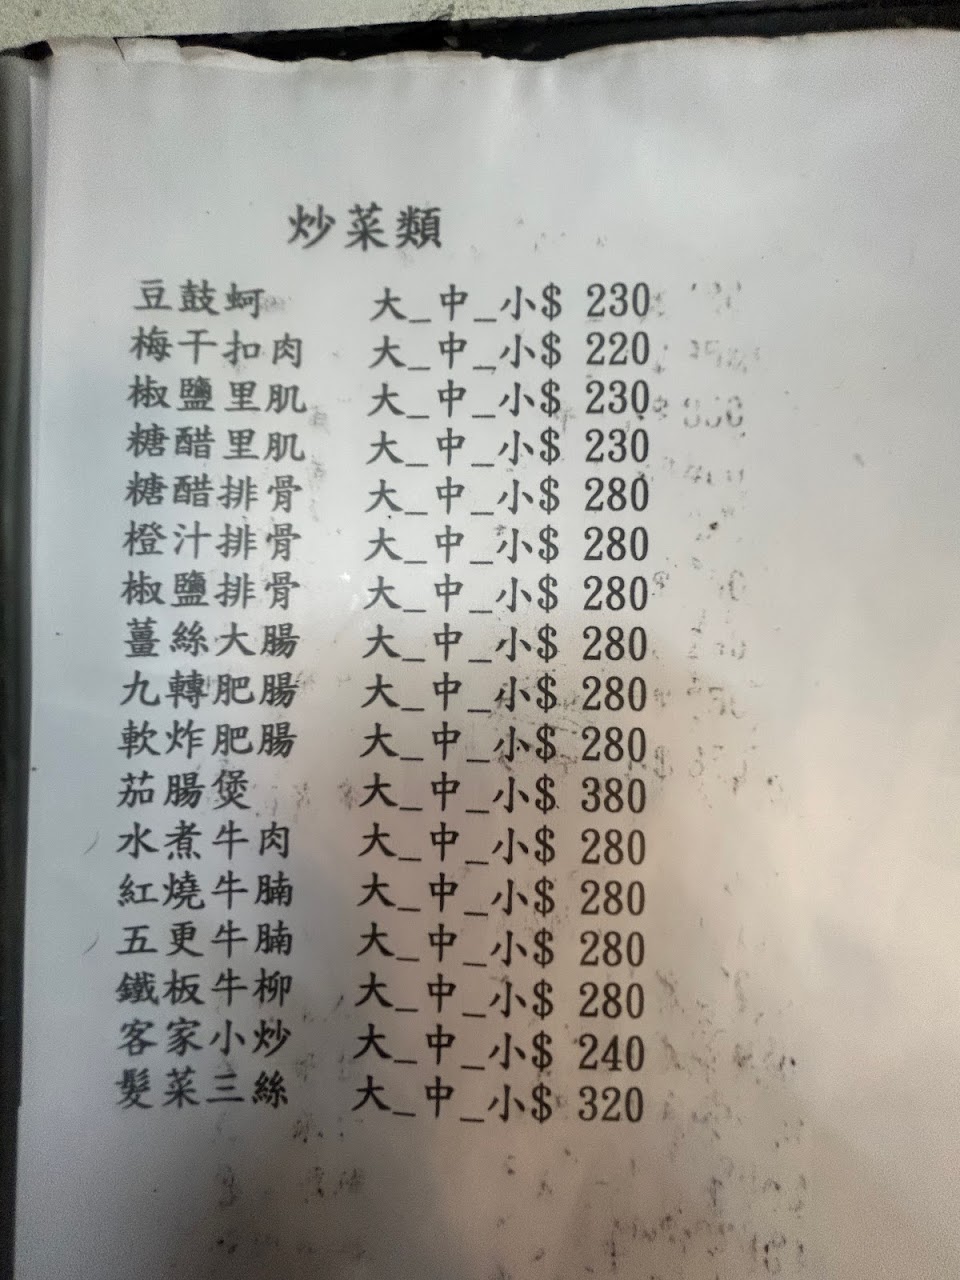 炒菜類
豆鼓蚵 大_中_小$ 230
梅干扣肉 大_中_小$ 220
椒鹽里肌 大_中_小$ 230
糖醋里肌 大_中_小$ 230
糖醋排骨 大_中_小$ 280
橙汁排骨 大_中_小$ 280
椒鹽排骨 大_中_小$ 280
薑絲大腸 大_中_小$ 280
九轉肥腸 大_中_小$ 280
軟炸肥腸 大_中_小$ 280
茄腸煲 大_中_小$ 380
水煮牛肉 大_中_小$ 280
紅燒牛腩 大_中_小$ 280
五更牛腩 大_中_小$ 280
鐵板牛柳 大_中_小$ 280
客家小炒 大_中_小$ 240
髮菜三絲 大_中_小$ 320